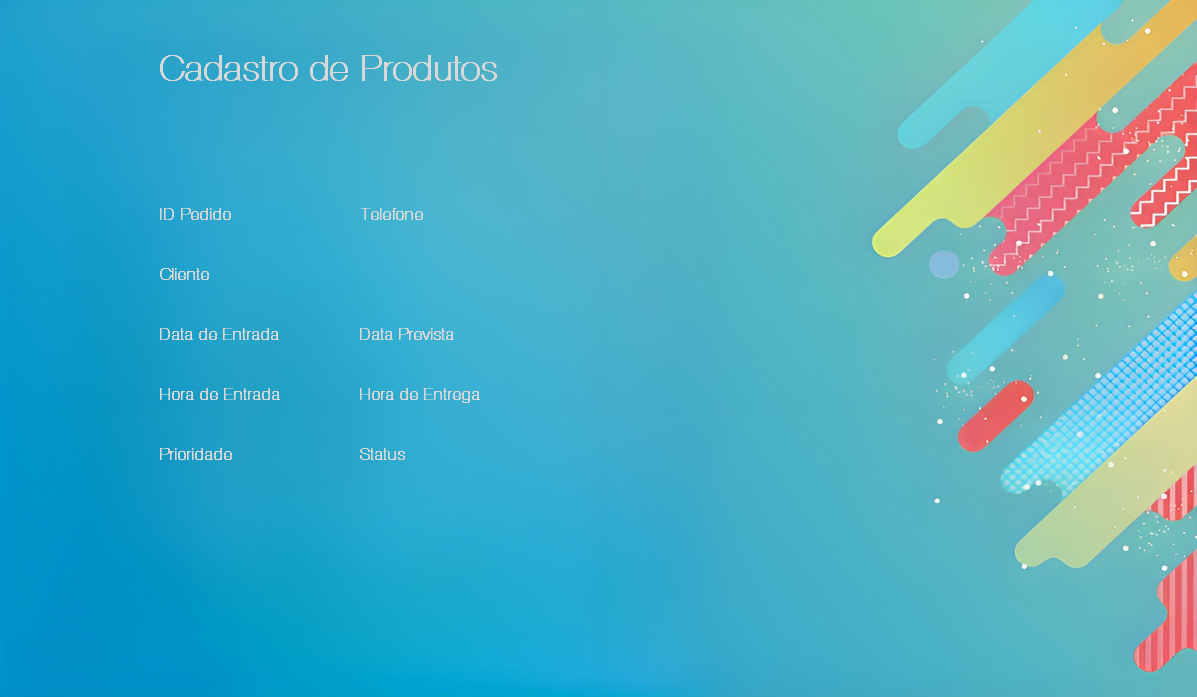 Cadastro de Produtos
ID Pedido Telefone
Cliente
Data de Entrada Data Prevista
Hora de Entrada Hora de Entrega
Prioridade Status